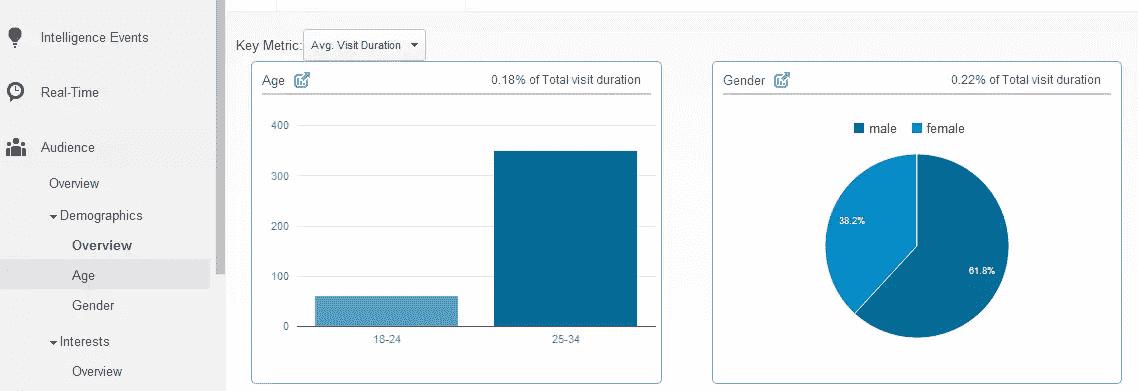 Intelligence Events
Real-Time
Audience
Overview
Demographics
Overview
Age
Gender
Interests
Overview
Key Metric: Avg. Visit Duration
Age 0.18% of Total visit duration
400
300
200
100
0
18-24 25-34
Gender 0.22% of Total visit duration
male female
38.2%
61.8%